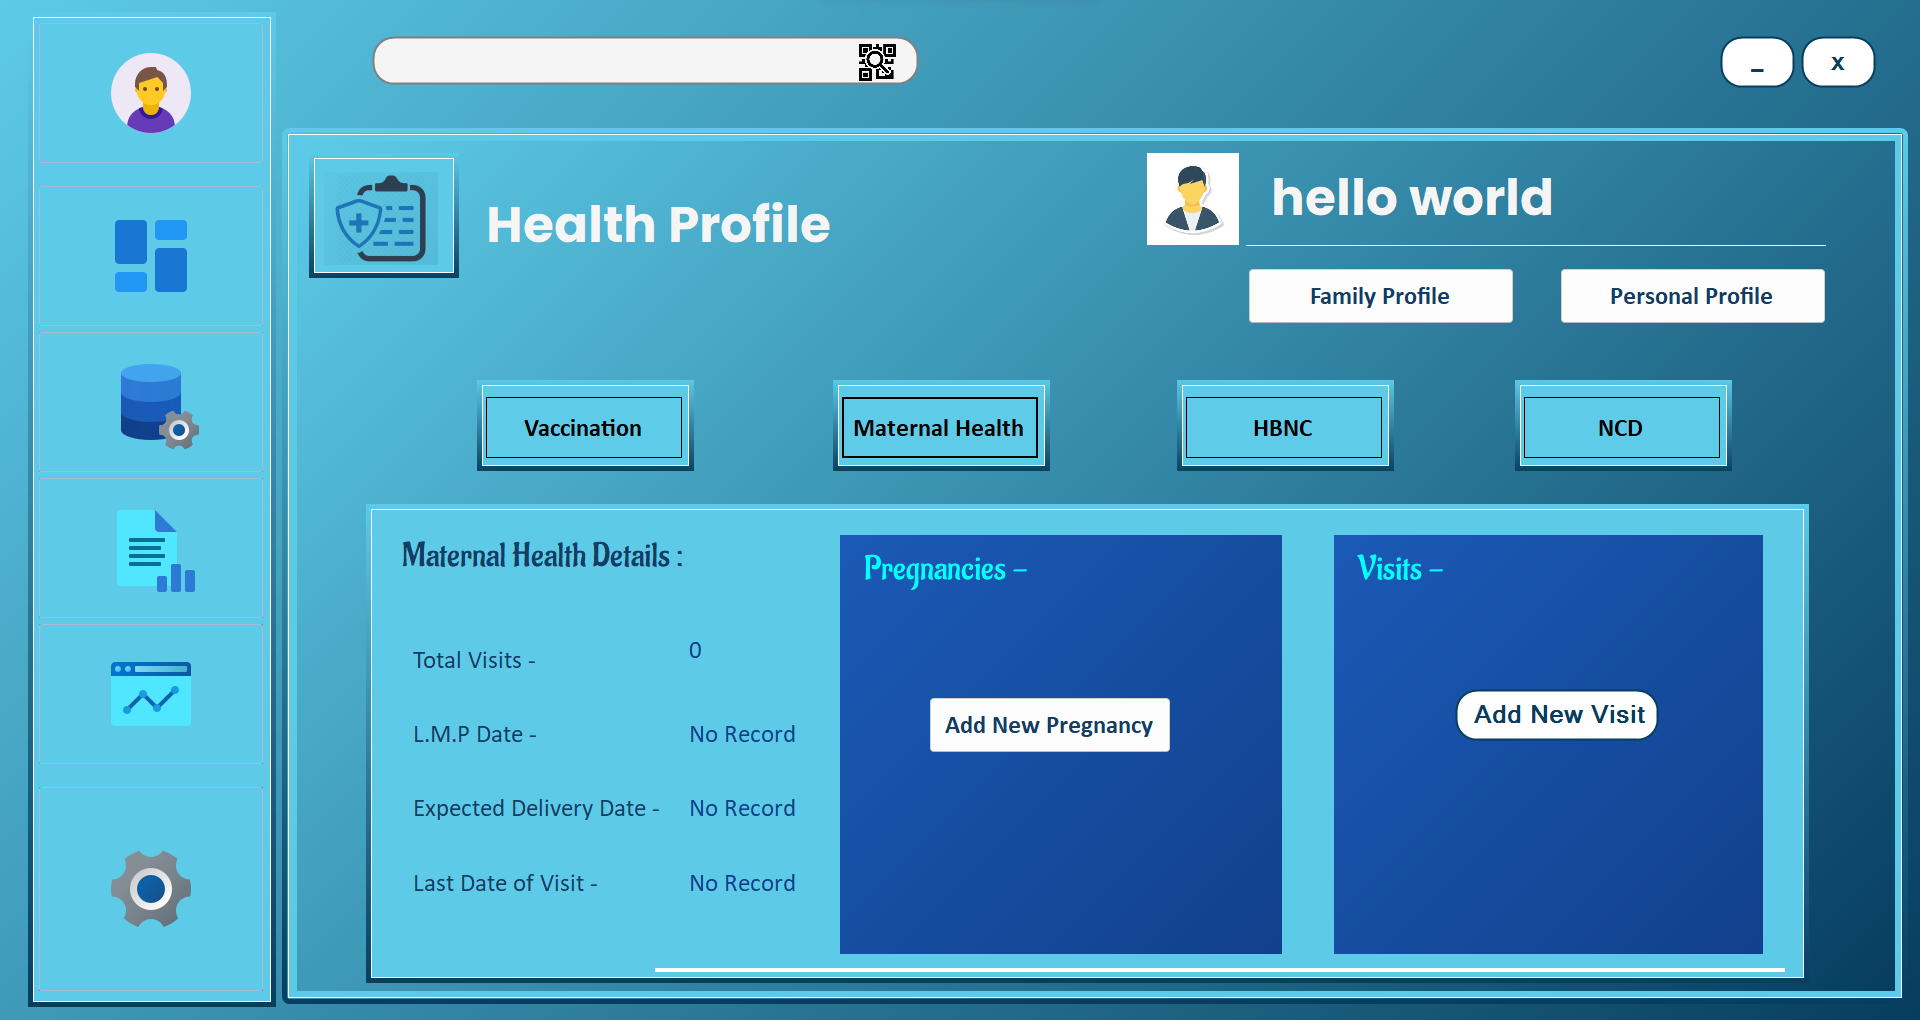 _
x
Health Profile
hello world
Family Profile
Personal Profile
Vaccination
Maternal Health
HBNC
NCD
Maternal Health Details :
Total Visits -
0
L.M.P Date -
No Record
Expected Delivery Date -
No Record
Last Date of Visit -
No Record
Pregnancies –
Add New Pregnancy
Visits –
Add New Visit